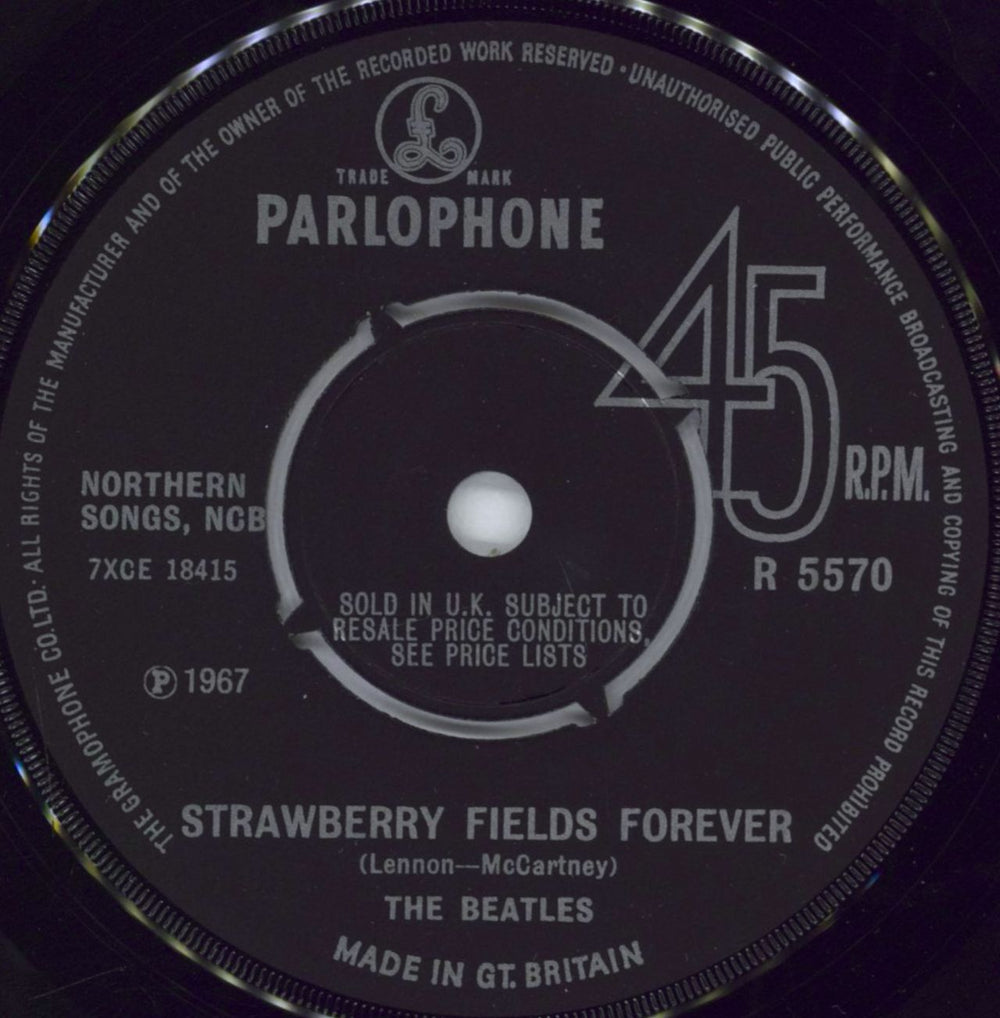 THE GRAMOPHONE CO.LTD.· ALL RIGHTS OF THE MANUFACTURER AND OF THE OWNER OF THE RECORDED WORK RESERVED · UNAUTHORISED PUBLIC PERFORMANCE BROADCASTING AND COPYING OF THIS RECORD PROHIBITED
£
TRADE MARK
PARLOPHONE
45
R.P.M.
NORTHERN
SONGS, NCB
7XCE 18415
R 5570
SOLD IN U.K. SUBJECT TO
RESALE PRICE CONDITIONS,
SEE PRICE LISTS
Ⓟ 1967
STRAWBERRY FIELDS FOREVER
(Lennon—McCartney)
THE BEATLES
MADE IN GT. BRITAIN